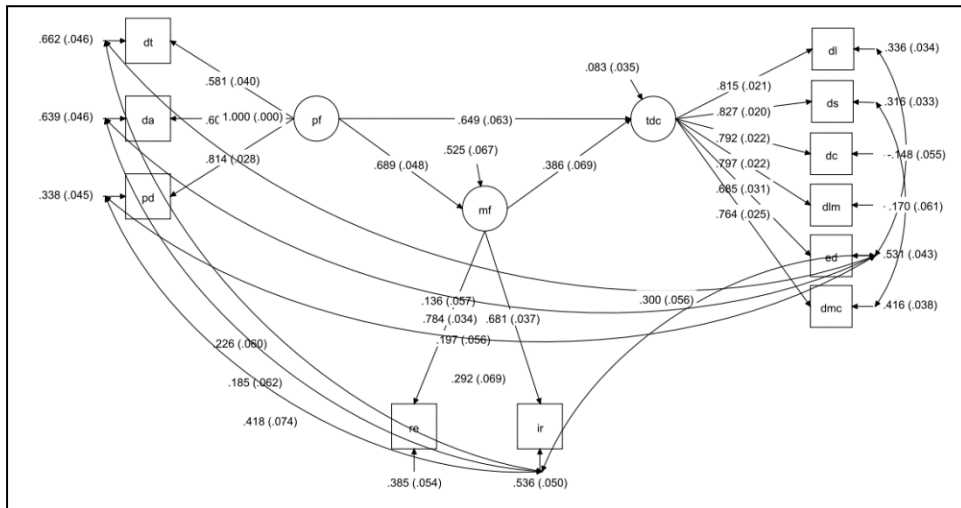 .662 (.046)
dt
.581 (.040)
.639 (.046)
da
.60
1.000 (.000)
pf
.814 (.028)
.338 (.045)
pd
.649 (.063)
.689 (.048)
.525 (.067)
.386 (.069)
mf
.083 (.035)
tdc
.815 (.021)
.827 (.020)
.792 (.022)
.797 (.022)
.685 (.031)
.764 (.025)
dl
.336 (.034)
ds
.316 (.033)
dc
-.148 (.055)
dlm
.170 (.061)
ed
.531 (.043)
dmc
.416 (.038)
.300 (.056)
.136 (.057)
.784 (.034)
.681 (.037)
.197 (.056)
.226 (.060)
.185 (.062)
.292 (.069)
.418 (.074)
re
ir
.385 (.054)
.536 (.050)